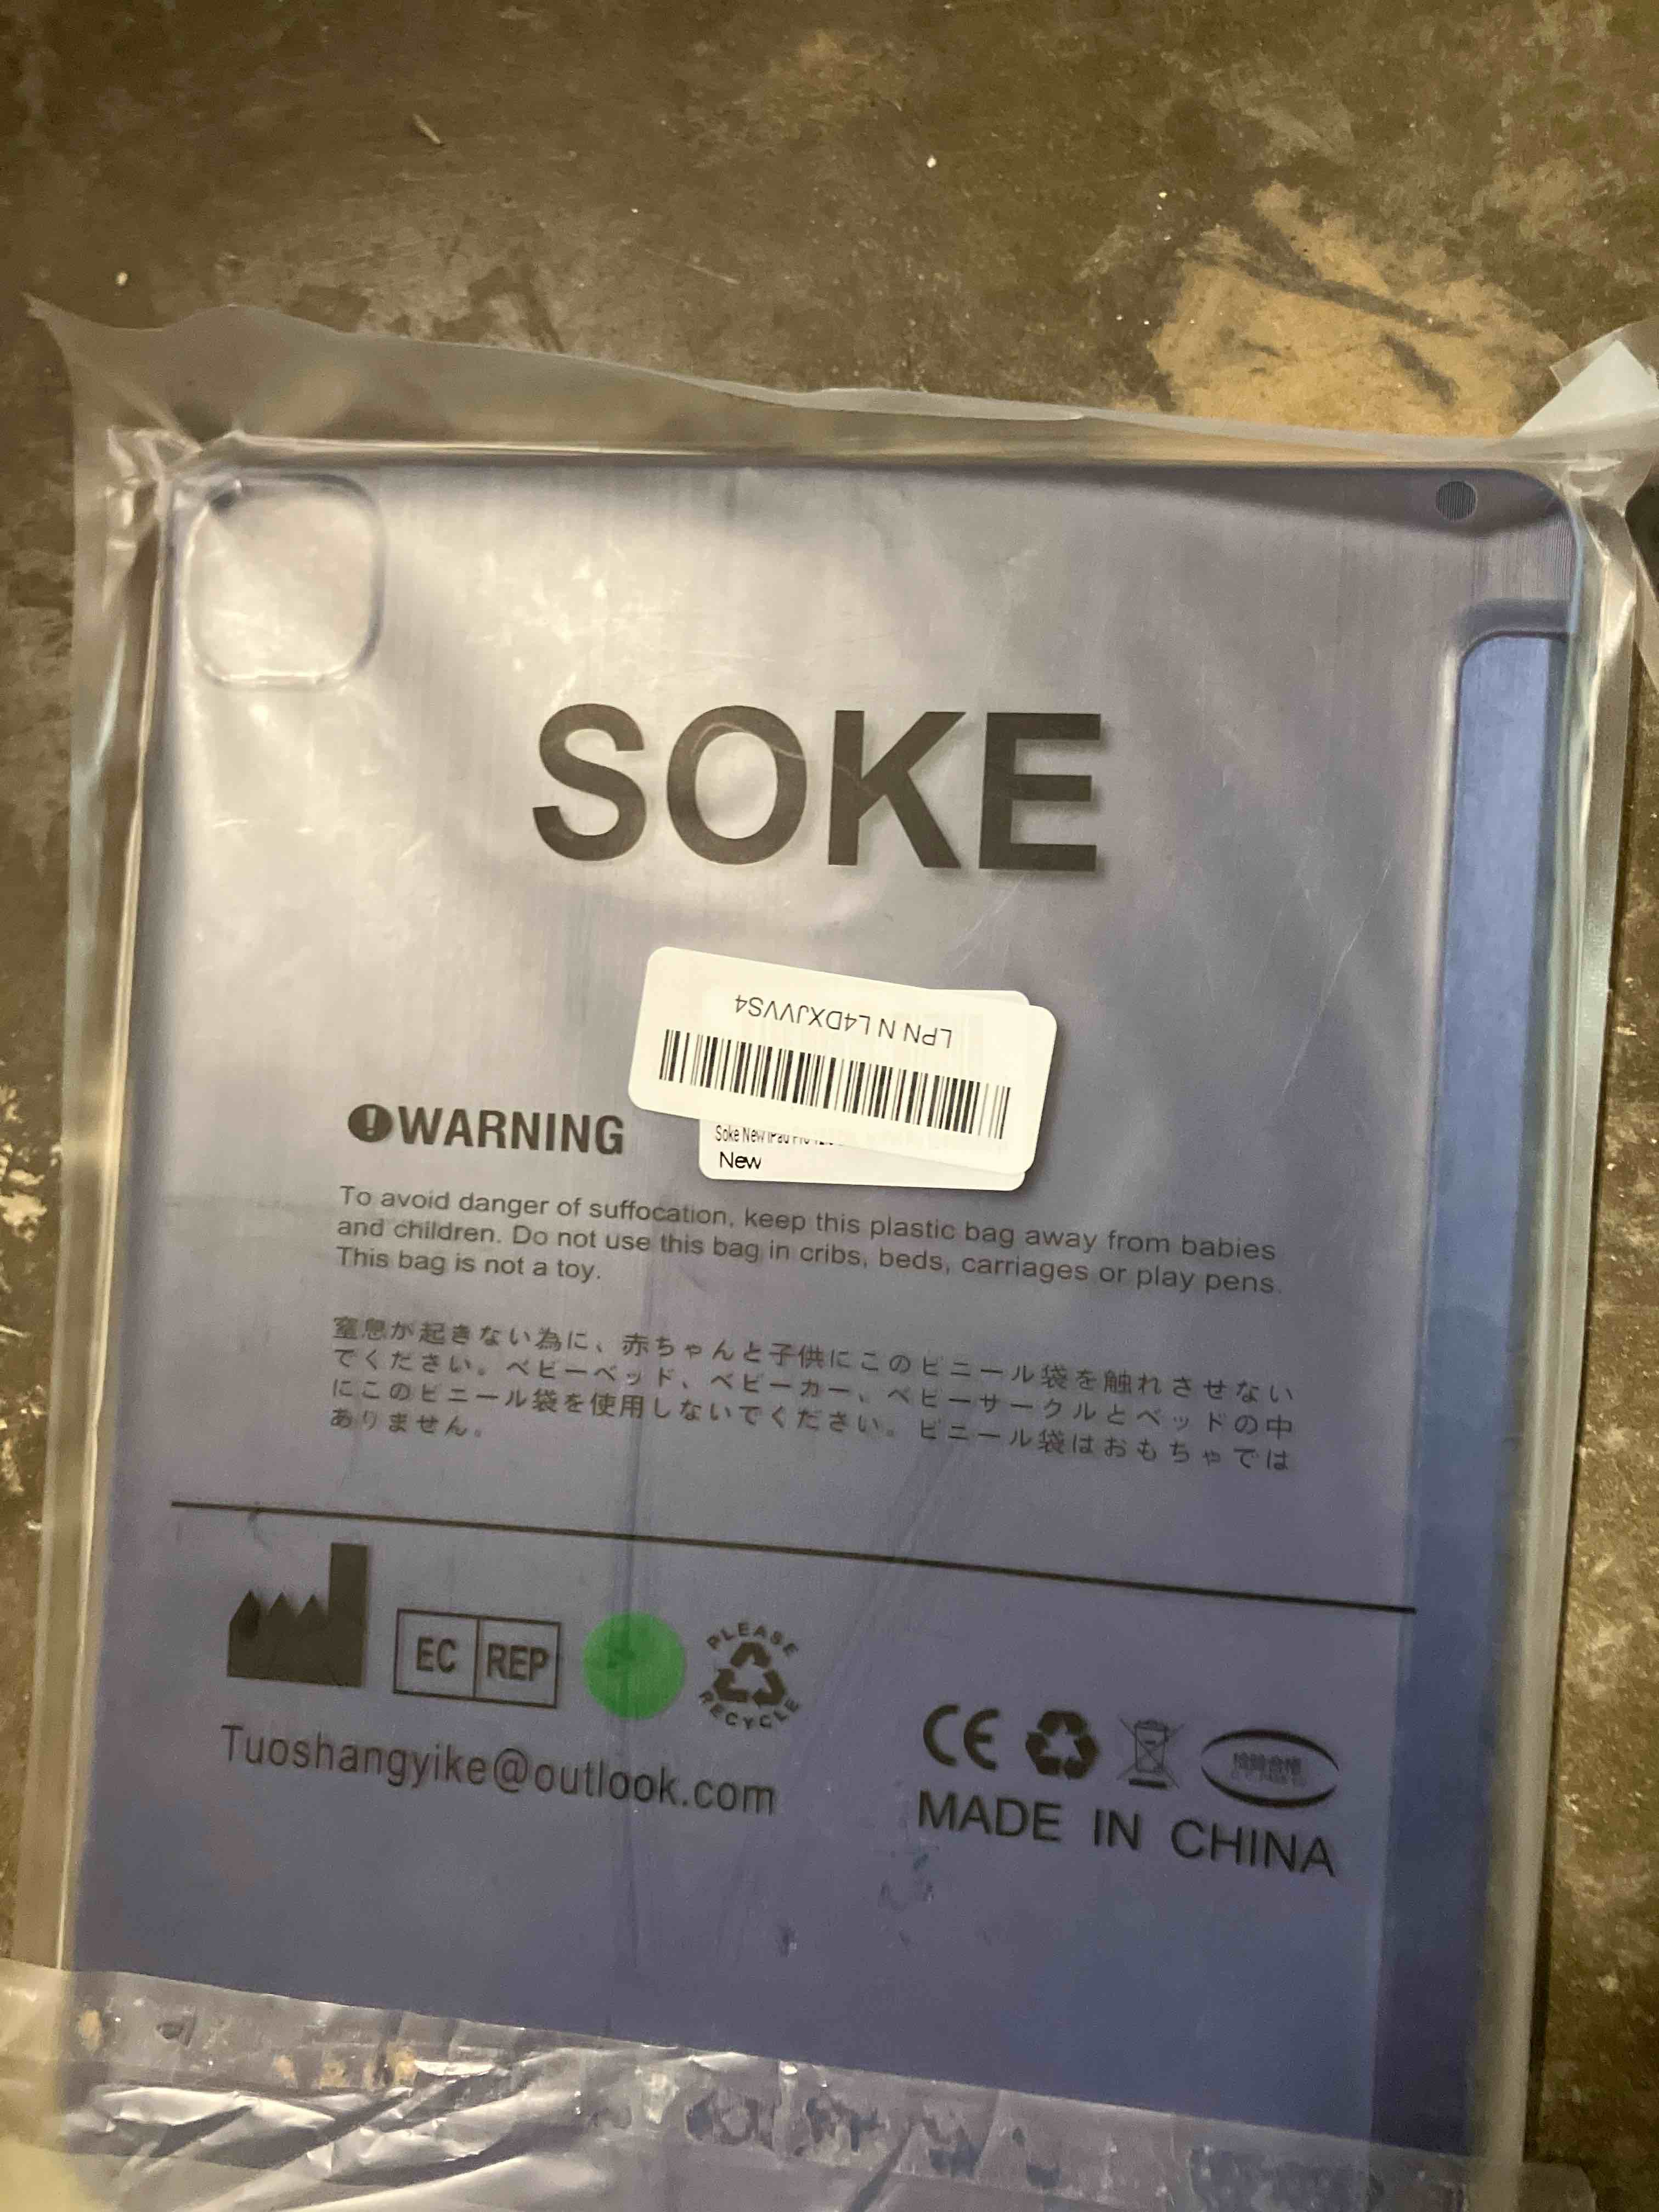 SOKE
LPN N L4DXJVVS4
Soke New iPad Pro
New
WARNING
To avoid danger of suffocation, keep this plastic bag away from babies
and children. Do not use this bag in cribs, beds, carriages or play pens.
This bag is not a toy.
窒息が起きない為に、赤ちゃんと子供にこのビニール袋を触れさせない
でください。ベビーベッド、ベビーカー、ベビーサークルとベッドの中
にこのビニール袋を使用しないでください。ビニール袋はおもちゃでは
ありません。
EC REP
PLEASE
RECYCLE
Tuoshangyike@outlook.com
CE
MADE IN CHINA